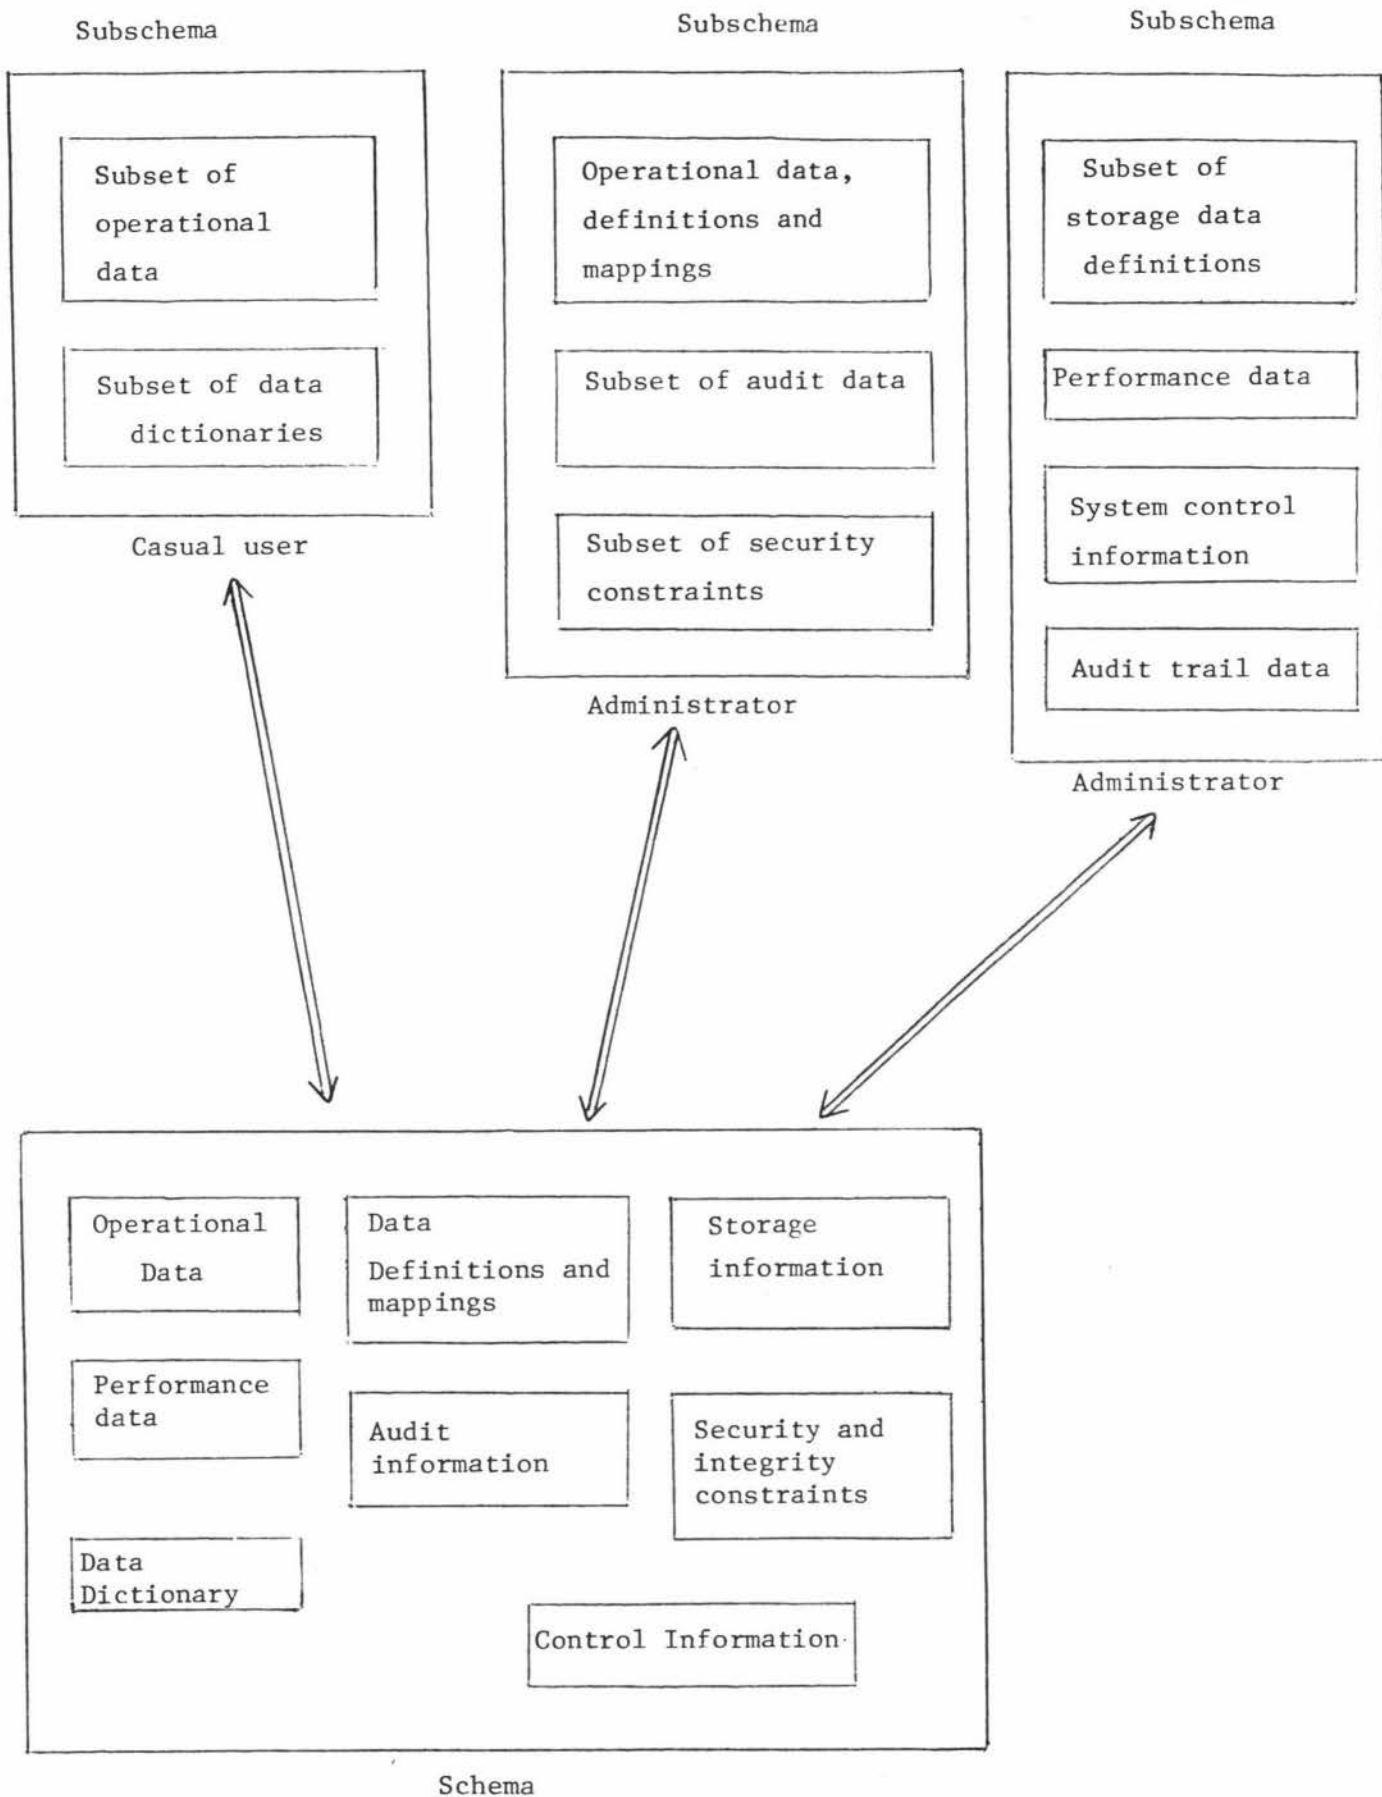 Subschema
Subset of
operational
data
Subset of data
dictionaries
Casual user
Subschema
Operational data,
definitions and
mappings
Subset of audit data
Subset of security
constraints
Administrator
Subschema
Subset of
storage data
definitions
Performance data
System control
information
Audit trail data
Administrator
Operational
Data
Data
Definitions and
mappings
Storage
information
Performance
data
Audit
information
Security and
integrity
constraints
Data
Dictionary
Control Information
Schema